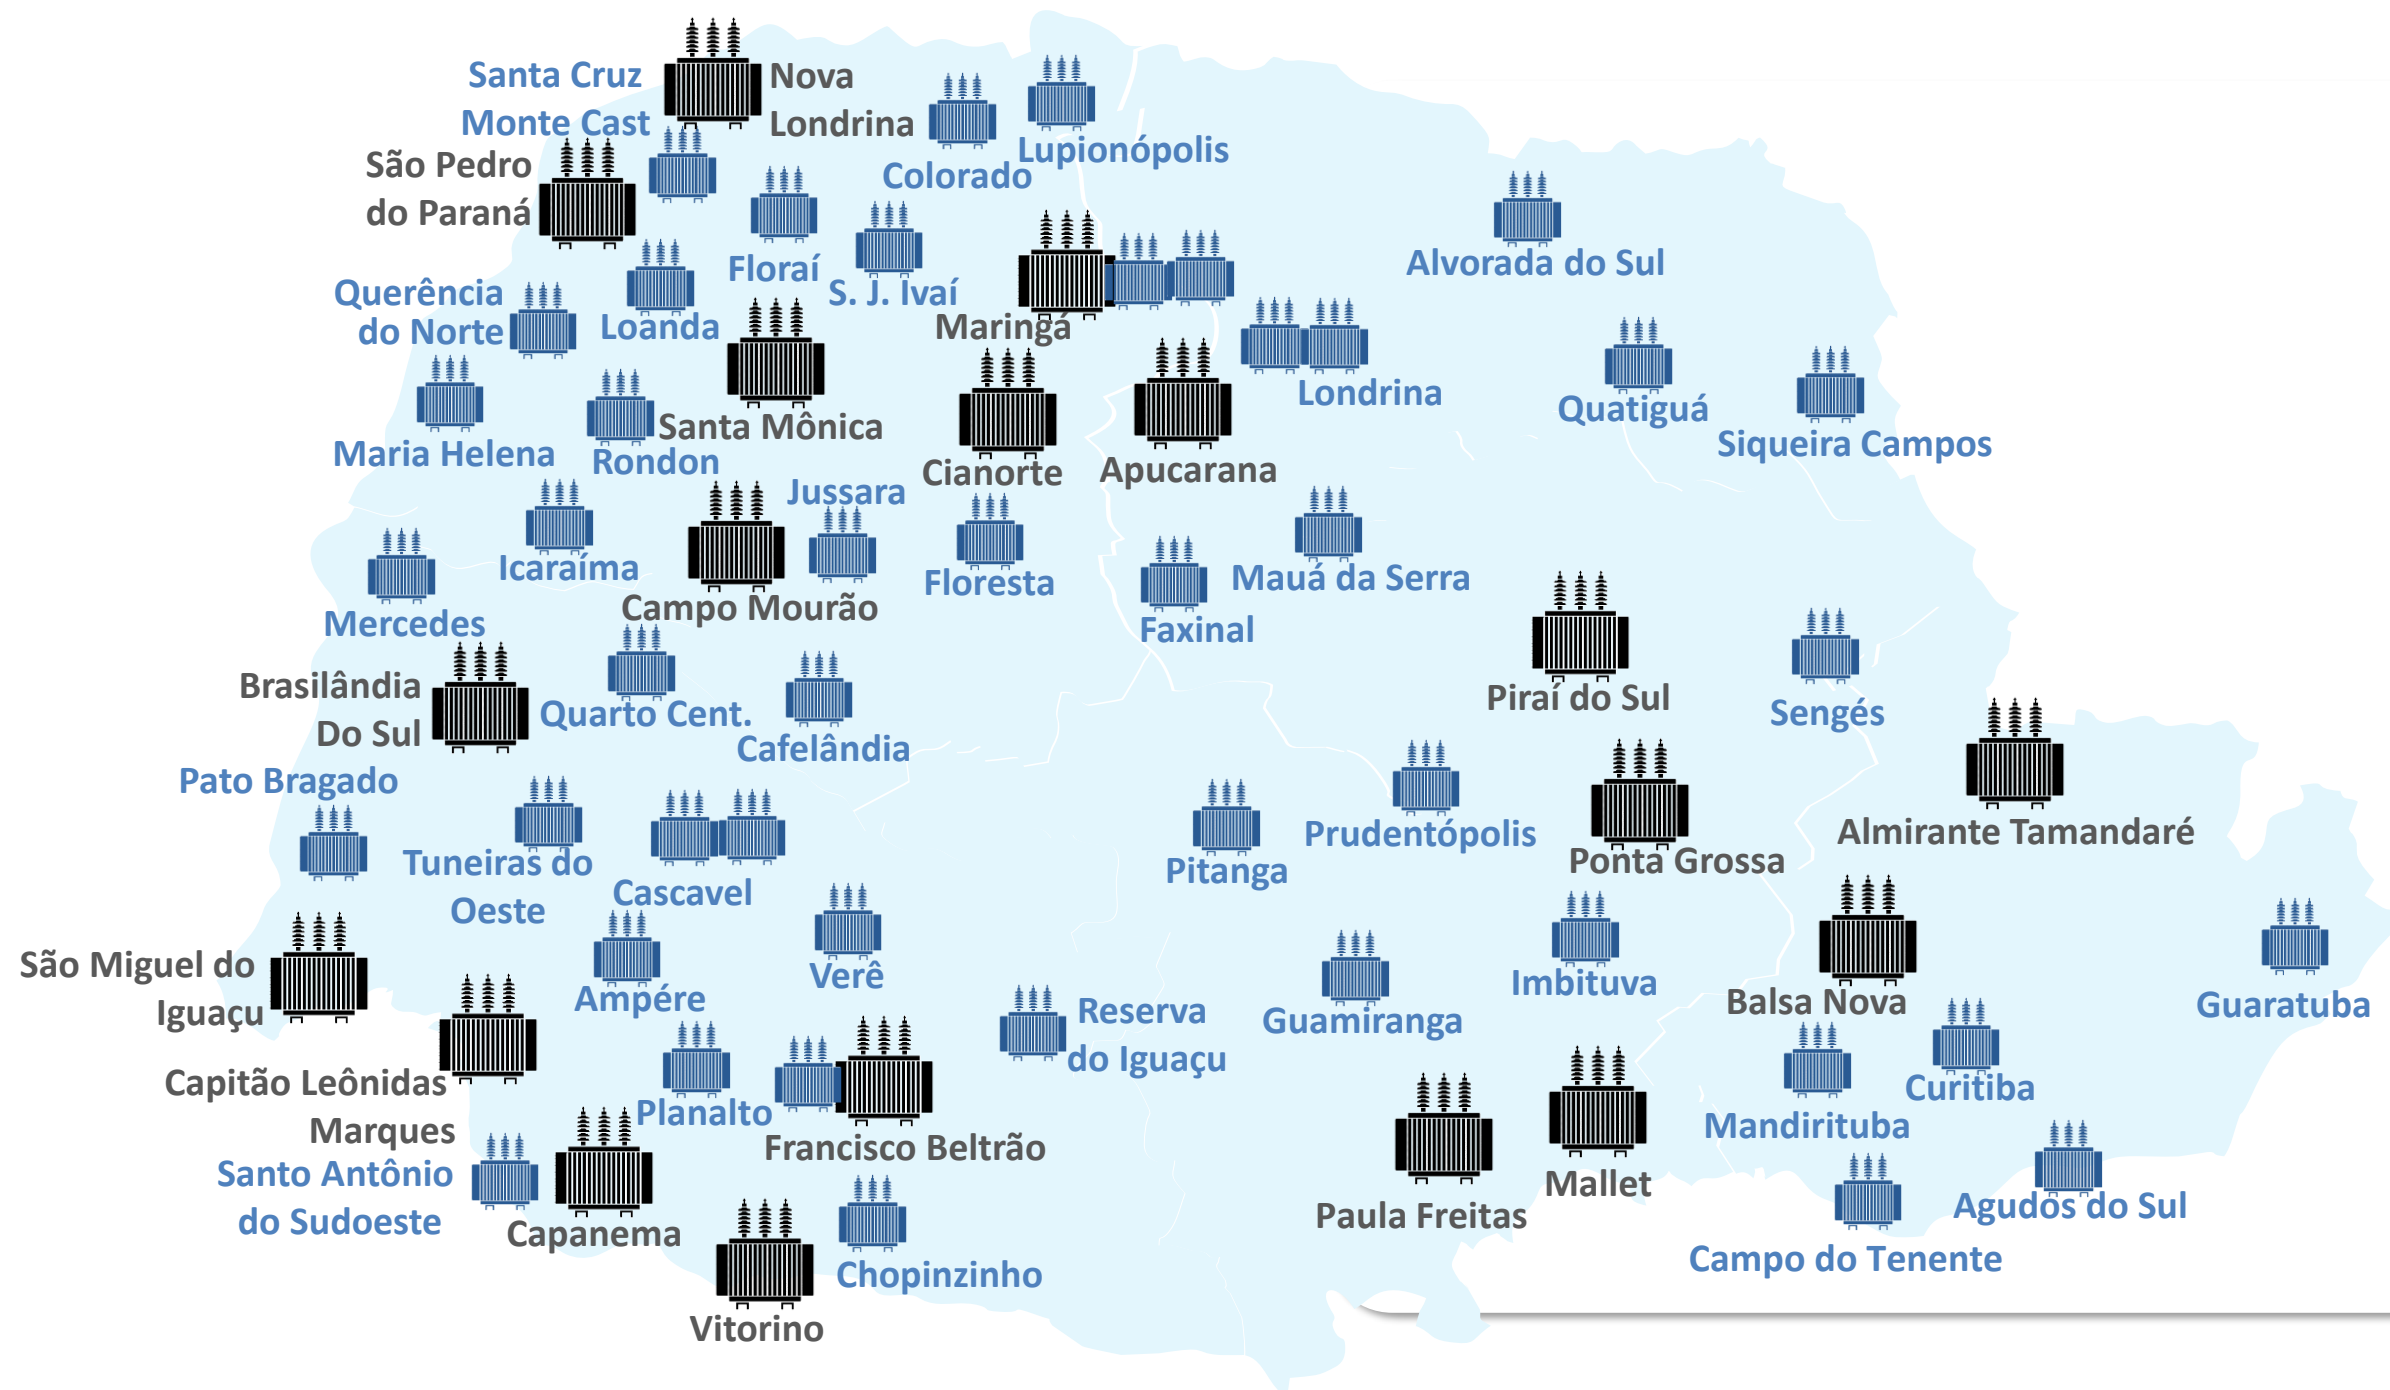 Santa Cruz
Monte Cast
Nova
Londrina
São Pedro
do Paraná
Colorado
Lupionópolis
Floraí
S. J. Ivaí
Alvorada do Sul
Querência
do Norte
Loanda
Maringá
Londrina
Maria Helena
Rondon
Santa Mônica
Cianorte
Apucarana
Quatiguá
Siqueira Campos
Jussara
Icaraíma
Mercedes
Campo Mourão
Floresta
Faxinal
Mauá da Serra
Brasilândia
Do Sul
Quarto Cent.
Cafelândia
Piraí do Sul
Sengés
Pato Bragado
Tuneiras do
Oeste
Cascavel
Pitanga
Prudentópolis
Ponta Grossa
Almirante Tamandaré
São Miguel do
Iguaçu
Ampére
Verê
Reserva
do Iguaçu
Guamiranga
Imbituva
Balsa Nova
Guaratuba
Capitão Leônidas
Marques
Planalto
Francisco Beltrão
Mandirituba
Curitiba
Santo Antônio
do Sudoeste
Capanema
Vitorino
Chopinzinho
Paula Freitas
Mallet
Agudos do Sul
Campo do Tenente